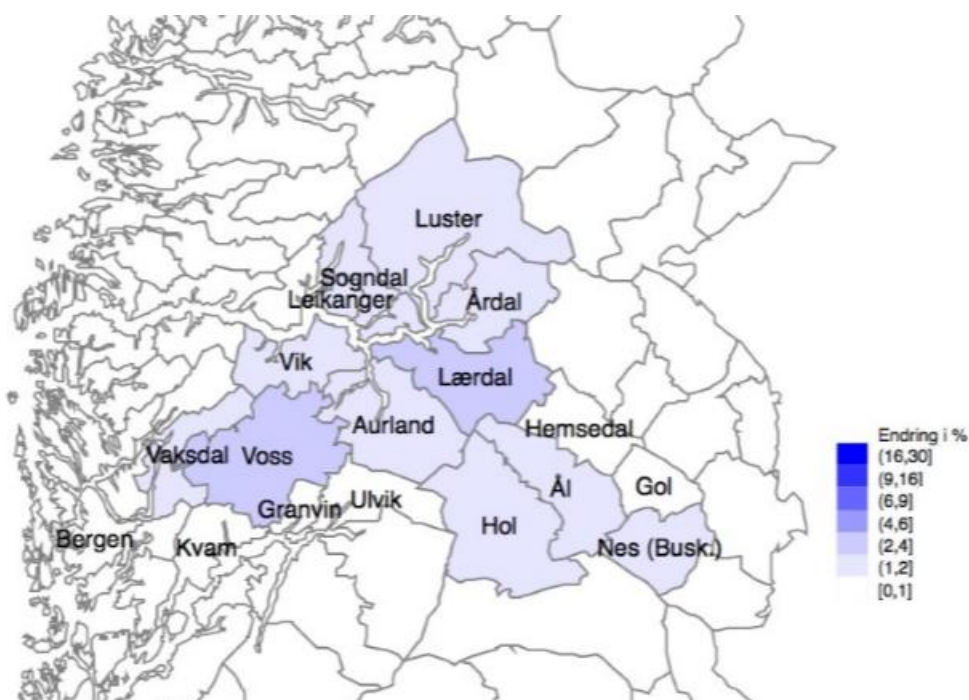 Luster
Sogndal
Leikanger
Årdal
Vik
Lærdal
Aurland
Hemsedal
Vaksdal
Voss
Ål
Gol
Granvin
Ulvik
Hol
Bergen
Kvam
Nes (Busk.)
Endring i %
(16,30]
(9,16]
(6,9]
(4,6]
(2,4]
(1,2]
[0,1]